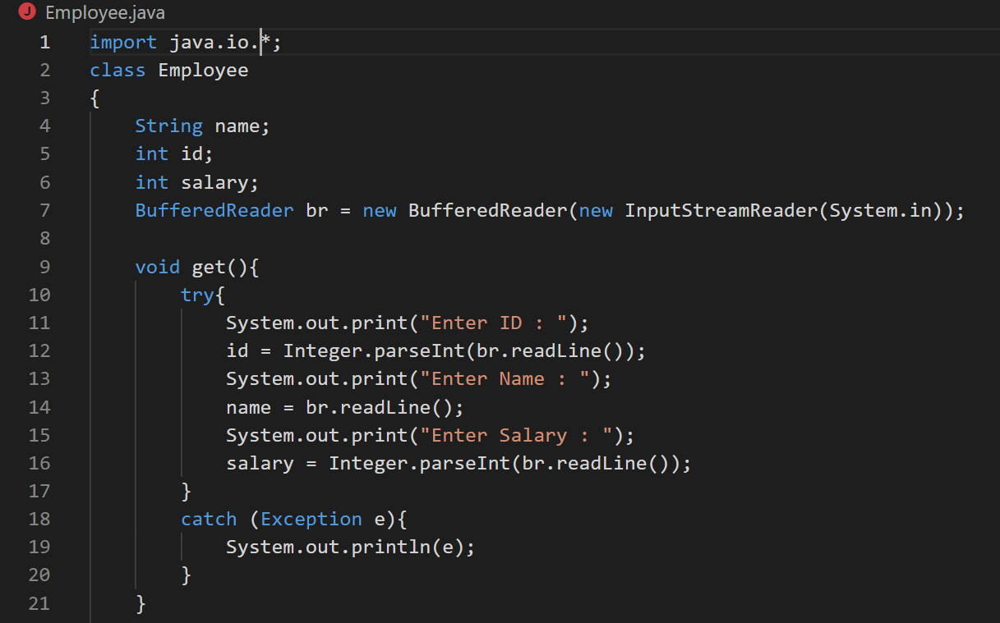 J Employee.java
1 import java.io.*;
2 class Employee
3 {
4     String name;
5     int id;
6     int salary;
7     BufferedReader br = new BufferedReader(new InputStreamReader(System.in));
8
9     void get(){
10         try{
11             System.out.print("Enter ID : ");
12             id = Integer.parseInt(br.readLine());
13             System.out.print("Enter Name : ");
14             name = br.readLine();
15             System.out.print("Enter Salary : ");
16             salary = Integer.parseInt(br.readLine());
17         }
18         catch (Exception e){
19             System.out.println(e);
20         }
21     }